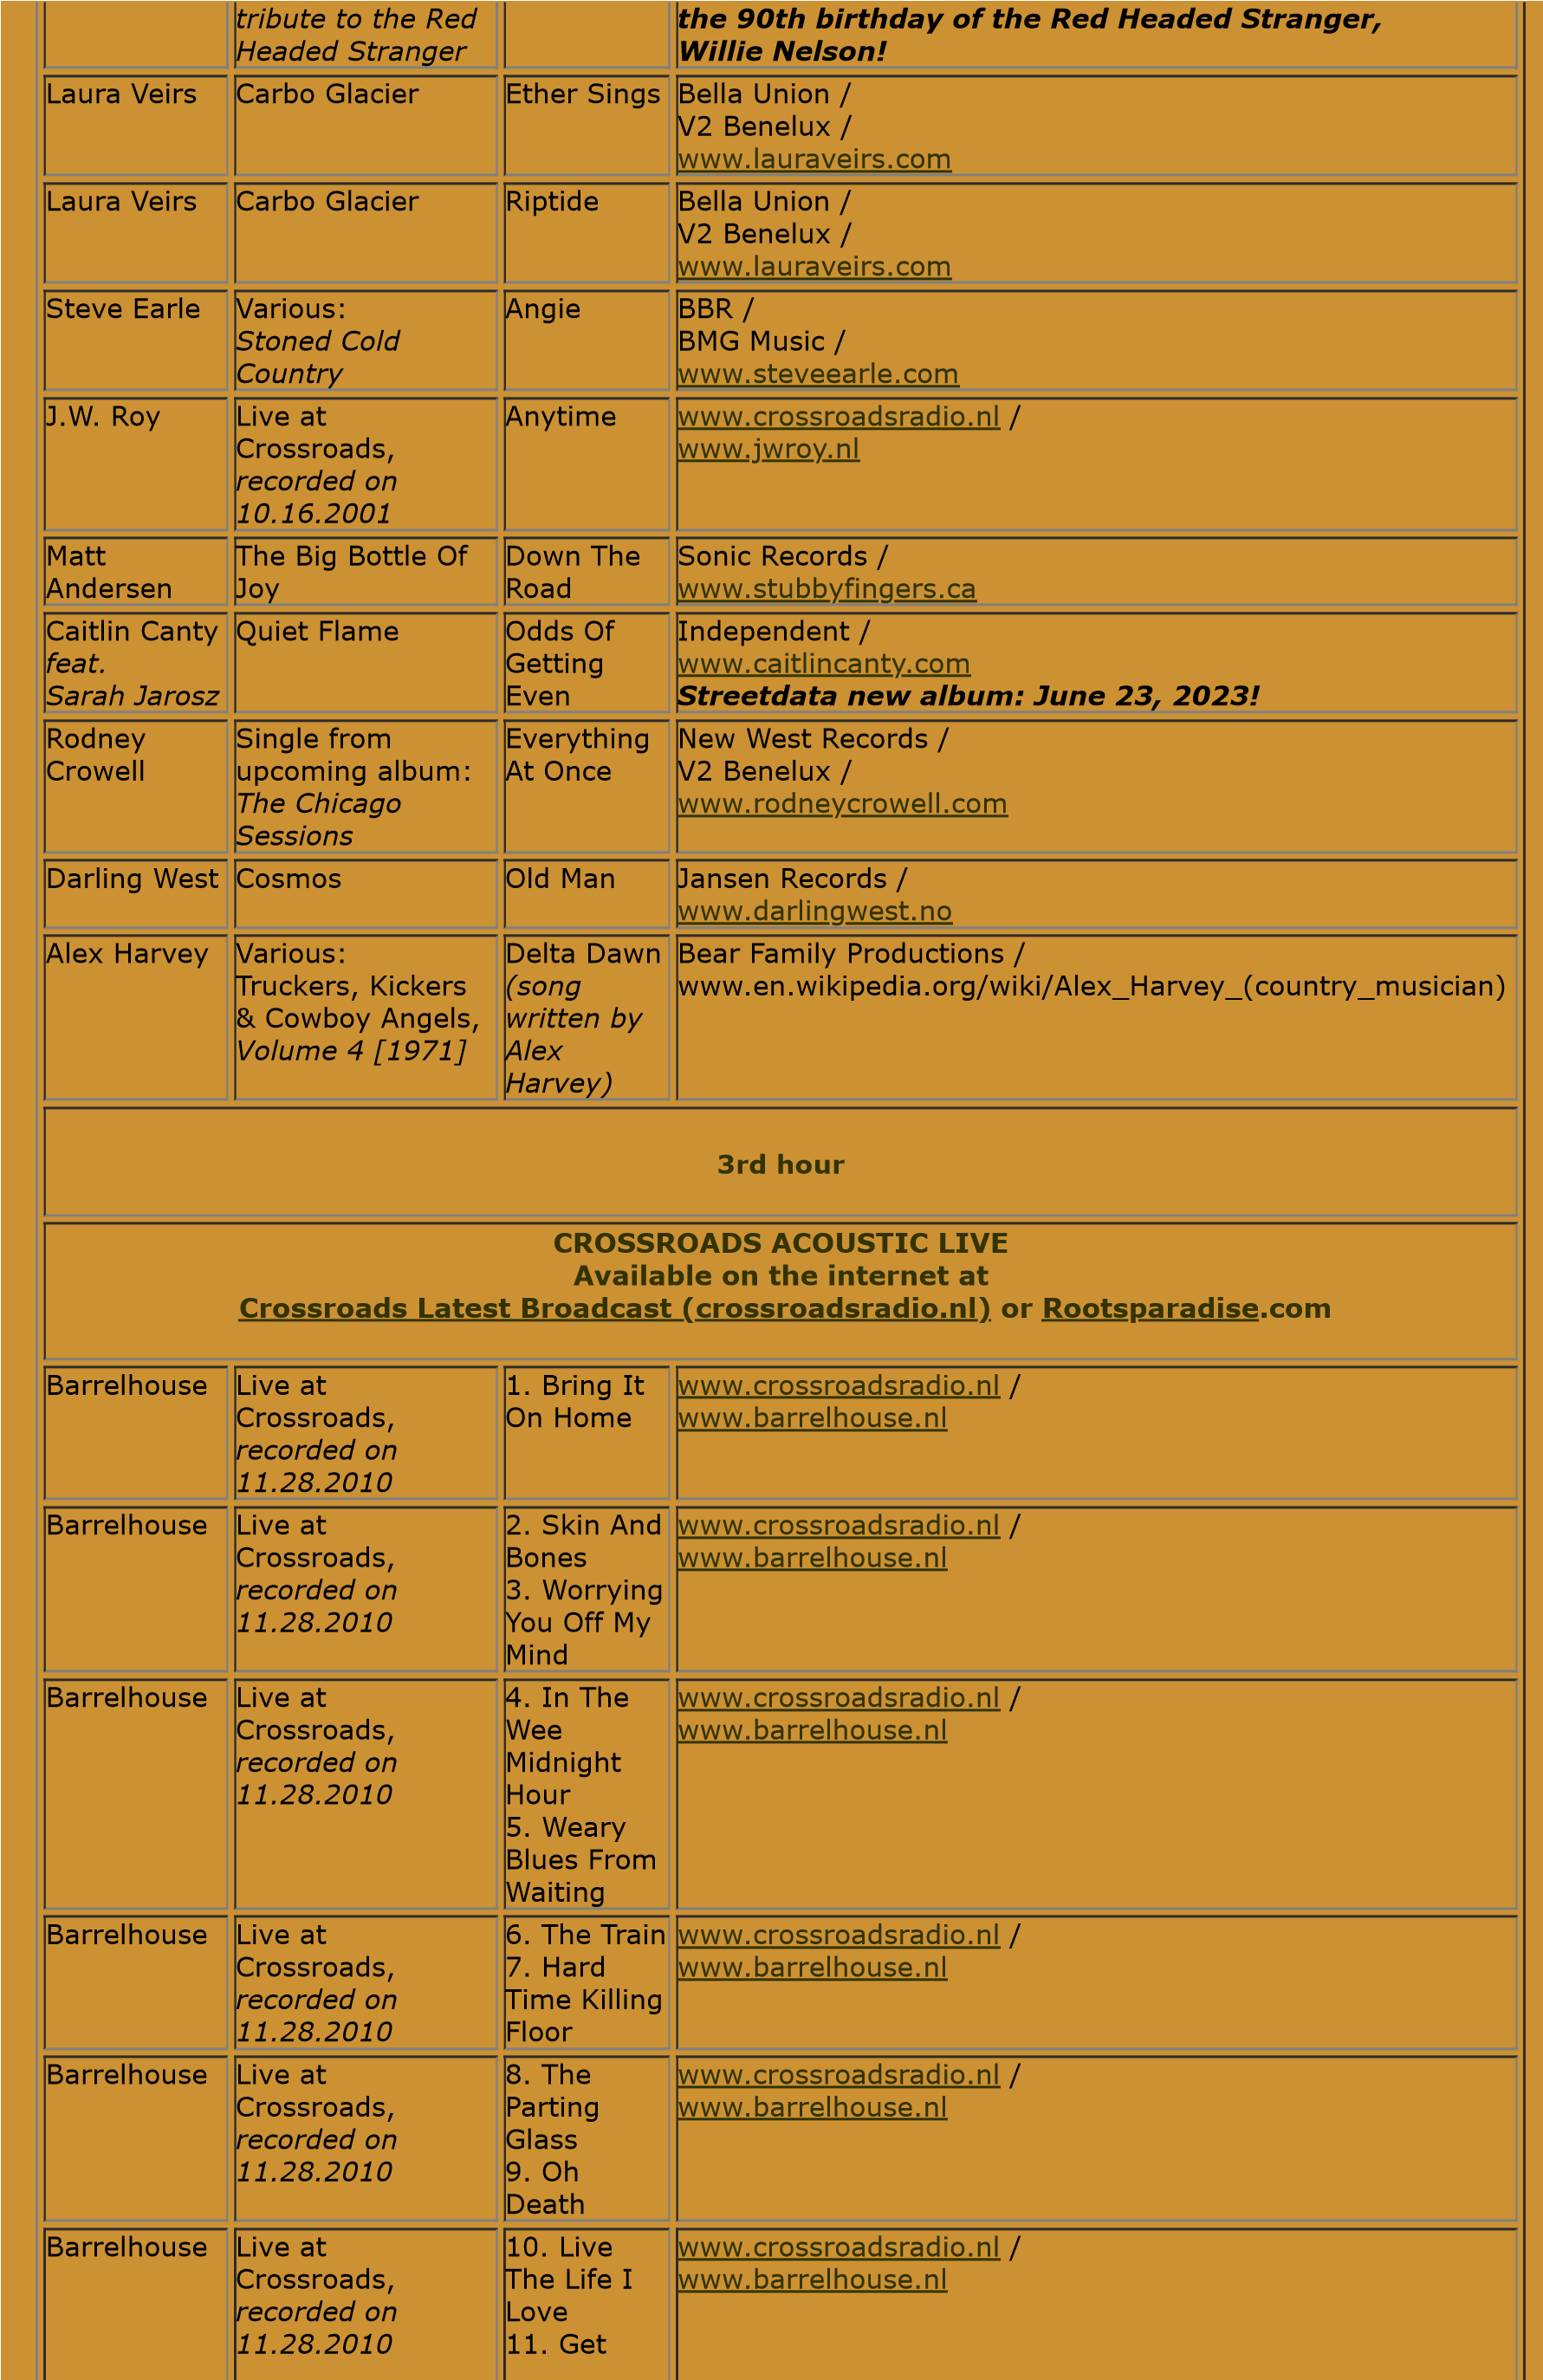 tribute to the Red
Headed Stranger
the 90th birthday of the Red Headed Stranger,
Willie Nelson!
Laura Veirs
Carbo Glacier
Ether Sings
Bella Union /
V2 Benelux /
www.lauraveirs.com
Laura Veirs
Carbo Glacier
Riptide
Bella Union /
V2 Benelux /
www.lauraveirs.com
Steve Earle
Various:
Stoned Cold
Country
Angie
BBR /
BMG Music /
www.steveearle.com
J.W. Roy
Live at
Crossroads,
recorded on
10.16.2001
Anytime
www.crossroadsradio.nl /
www.jwroy.nl
Matt
Andersen
The Big Bottle Of
Joy
Down The
Road
Sonic Records /
www.stubbyfingers.ca
Caitlin Canty
feat.
Sarah Jarosz
Quiet Flame
Odds Of
Getting
Even
Independent /
www.caitlincanty.com
Streetdata new album: June 23, 2023!
Rodney
Crowell
Single from
upcoming album:
The Chicago
Sessions
Everything
At Once
New West Records /
V2 Benelux /
www.rodneycrowell.com
Darling West
Cosmos
Old Man
Jansen Records /
www.darlingwest.no
Alex Harvey
Various:
Truckers, Kickers
& Cowboy Angels,
Volume 4 [1971]
Delta Dawn
(song
written by
Alex
Harvey)
Bear Family Productions /
www.en.wikipedia.org/wiki/Alex_Harvey_(country_musician)
3rd hour
CROSSROADS ACOUSTIC LIVE
Available on the internet at
Crossroads Latest Broadcast (crossroadsradio.nl) or Rootsparadise.com
Barrelhouse
Live at
Crossroads,
recorded on
11.28.2010
1. Bring It
On Home
www.crossroadsradio.nl /
www.barrelhouse.nl
Barrelhouse
Live at
Crossroads,
recorded on
11.28.2010
2. Skin And
Bones
3. Worrying
You Off My
Mind
www.crossroadsradio.nl /
www.barrelhouse.nl
Barrelhouse
Live at
Crossroads,
recorded on
11.28.2010
4. In The
Wee
Midnight
Hour
5. Weary
Blues From
Waiting
www.crossroadsradio.nl /
www.barrelhouse.nl
Barrelhouse
Live at
Crossroads,
recorded on
11.28.2010
6. The Train
7. Hard
Time Killing
Floor
www.crossroadsradio.nl /
www.barrelhouse.nl
Barrelhouse
Live at
Crossroads,
recorded on
11.28.2010
8. The
Parting
Glass
9. Oh
Death
www.crossroadsradio.nl /
www.barrelhouse.nl
Barrelhouse
Live at
Crossroads,
recorded on
11.28.2010
10. Live
The Life I
Love
11. Get
www.crossroadsradio.nl /
www.barrelhouse.nl